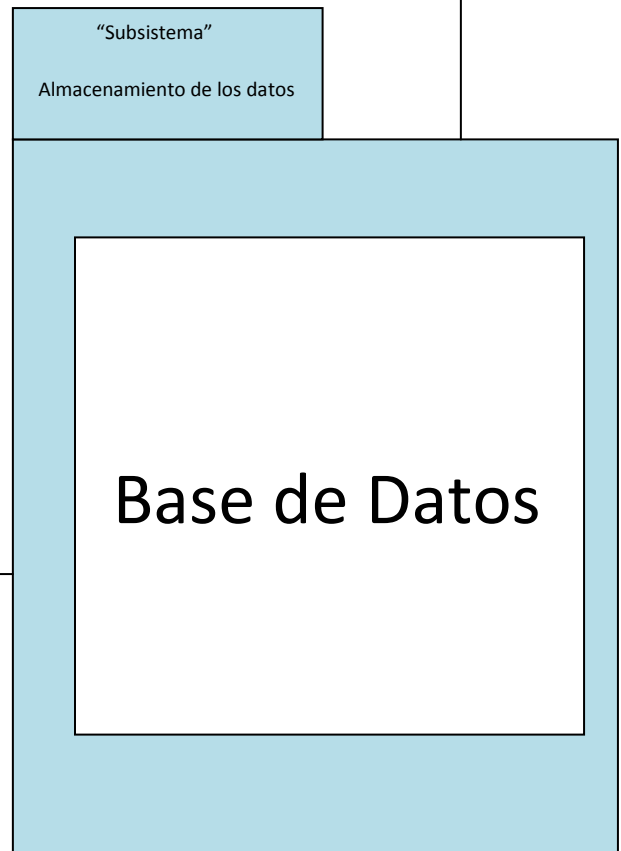 “Subsistema”
Almacenamiento de los datos
Base de Datos